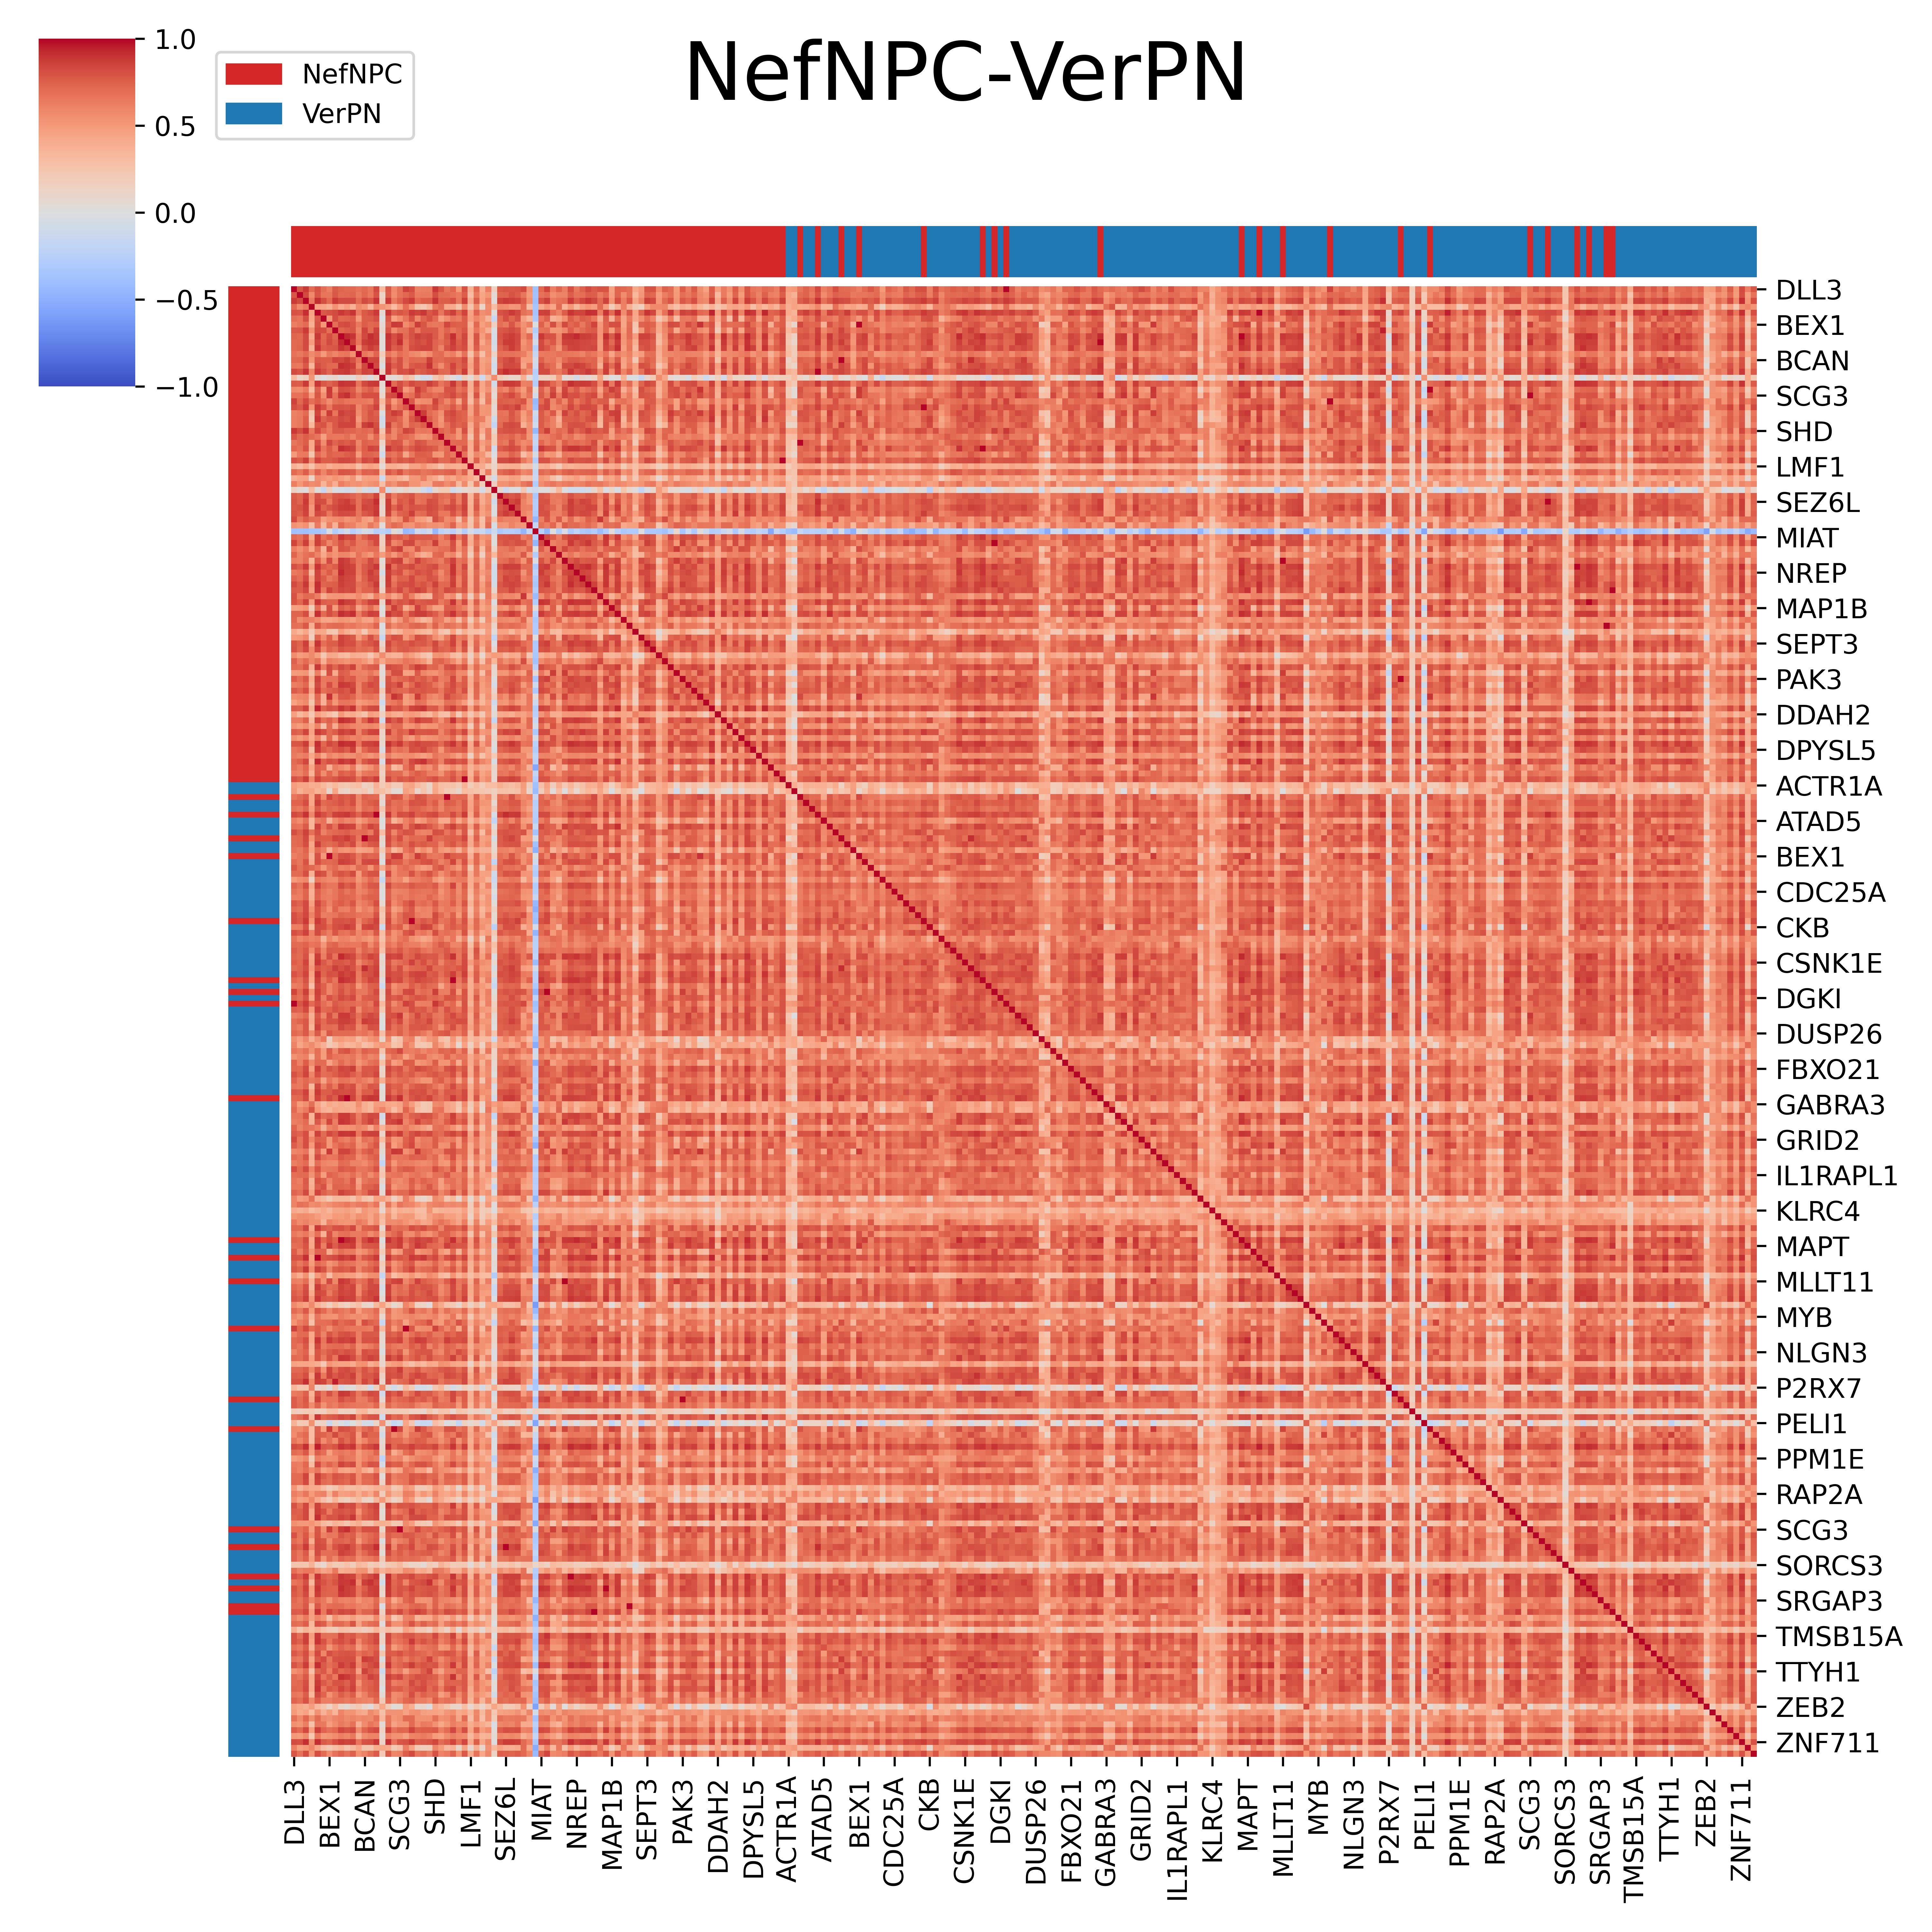 NefNPC-VerPN
1.0
0.5
0.0
−0.5
−1.0
NefNPC
VerPN
DLL3
BEX1
BCAN
SCG3
SHD
LMF1
SEZ6L
MIAT
NREP
MAP1B
SEPT3
PAK3
DDAH2
DPYSL5
ACTR1A
ATAD5
BEX1
CDC25A
CKB
CSNK1E
DGKI
DUSP26
FBXO21
GABRA3
GRID2
IL1RAPL1
KLRC4
MAPT
MLLT11
MYB
NLGN3
P2RX7
PELI1
PPM1E
RAP2A
SCG3
SORCS3
SRGAP3
TMSB15A
TTYH1
ZEB2
ZNF711
DLL3
BEX1
BCAN
SCG3
SHD
LMF1
SEZ6L
MIAT
NREP
MAP1B
SEPT3
PAK3
DDAH2
DPYSL5
ACTR1A
ATAD5
BEX1
CDC25A
CKB
CSNK1E
DGKI
DUSP26
FBXO21
GABRA3
GRID2
IL1RAPL1
KLRC4
MAPT
MLLT11
MYB
NLGN3
P2RX7
PELI1
PPM1E
RAP2A
SCG3
SORCS3
SRGAP3
TMSB15A
TTYH1
ZEB2
ZNF711